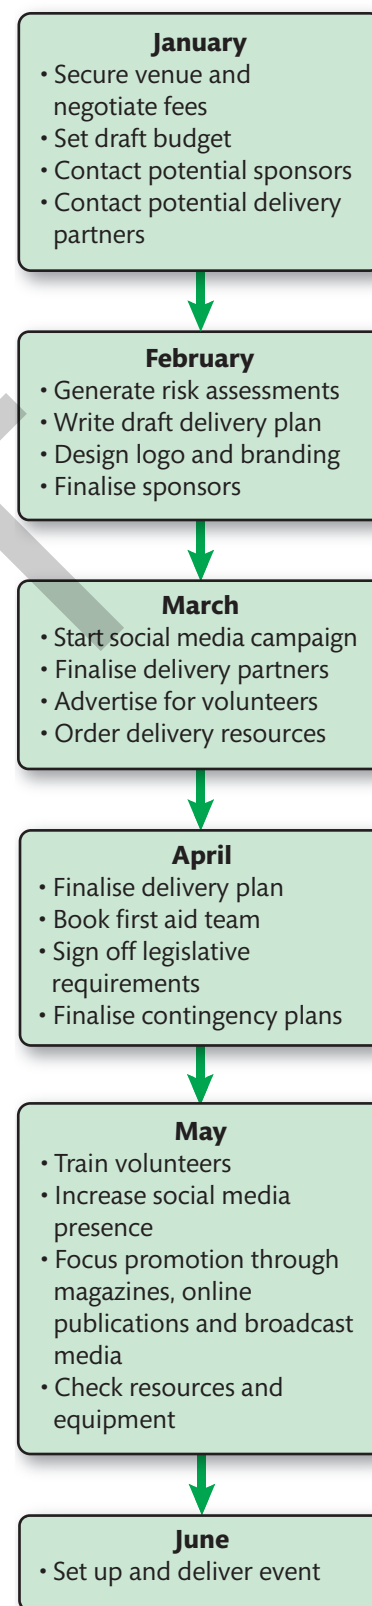 January
• Secure venue and
negotiate fees
• Set draft budget
• Contact potential sponsors
• Contact potential delivery
partners
February
• Generate risk assessments
• Write draft delivery plan
• Design logo and branding
• Finalise sponsors
March
• Start social media campaign
• Finalise delivery partners
• Advertise for volunteers
• Order delivery resources
April
• Finalise delivery plan
• Book first aid team
• Sign off legislative
requirements
• Finalise contingency plans
May
• Train volunteers
• Increase social media
presence
• Focus promotion through
magazines, online
publications and broadcast
media
• Check resources and
equipment
June
• Set up and deliver event